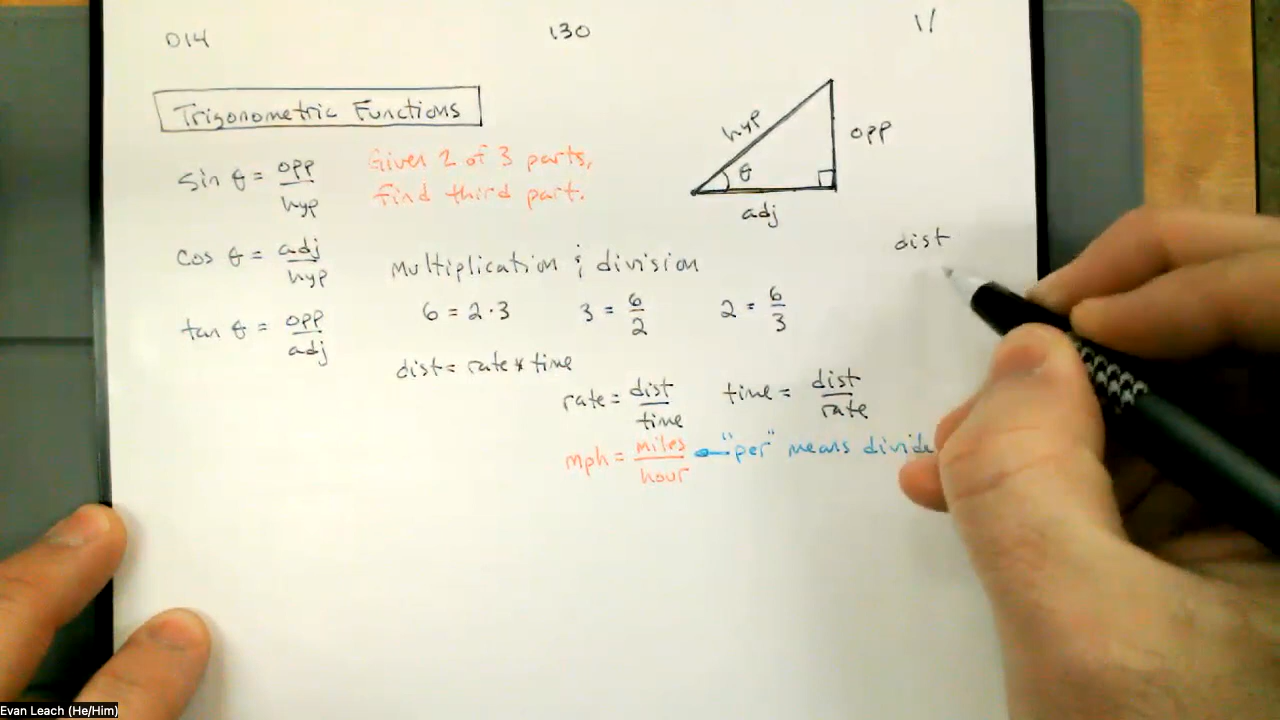 D14 130 1/
Trigonometric Functions
sin θ = opp/hyp
Given 2 of 3 parts,
find third part.
hyp
opp
θ
adj
cos θ = adj/hyp
tan θ = opp/adj
Multiplication & division
6 = 2·3 3 = 6/2 2 = 6/3
dist = rate * time
rate = dist/time time = dist/rate
mph = miles/hour "per" means divide
dist
Evan Leach (He/Him)